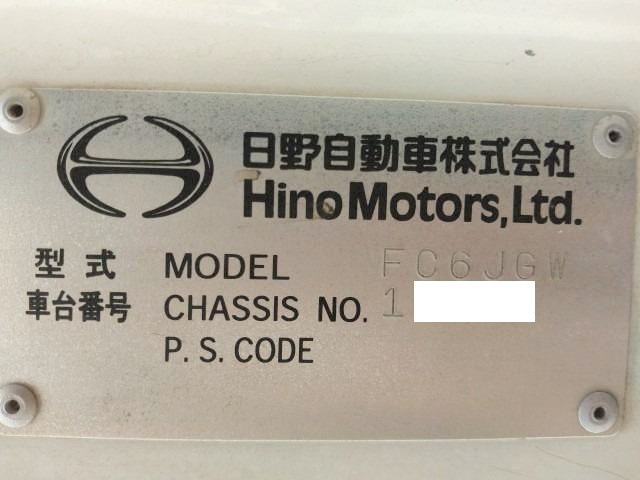 日野自動車株式会社
Hino Motors, Ltd.
型式 MODEL FC6JGW
車台番号 CHASSIS NO. 1
P. S. CODE